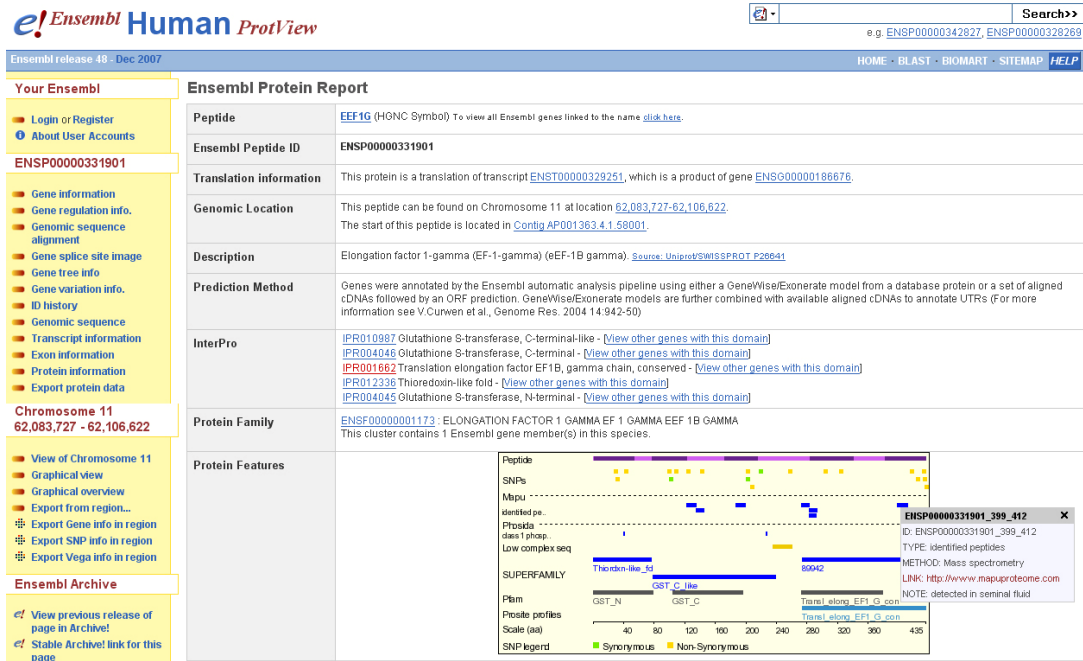 e! Ensembl Human ProtView
Search>>
e.g. ENSP00000342827, ENSP00000328269
Ensembl release 48 - Dec 2007
HOME · BLAST · BIOMART · SITEMAP HELP
Your Ensembl
Login or Register
About User Accounts
ENSP00000331901
Gene information
Gene regulation info.
Genomic sequence
alignment
Gene splice site image
Gene tree info
Gene variation info.
ID history
Genomic sequence
Transcript information
Exon information
Protein information
Export protein data
Chromosome 11
62,083,727 - 62,106,622
View of Chromosome 11
Graphical view
Graphical overview
Export from region...
Export Gene info in region
Export SNP info in region
Export Vega info in region
Ensembl Archive
View previous release of
page in Archive!
Stable Archive! link for this
page
Ensembl Protein Report
Peptide
EEF1G (HGNC Symbol) To view all Ensembl genes linked to the name click here.
Ensembl Peptide ID
ENSP00000331901
Translation information
This protein is a translation of transcript ENST00000329251, which is a product of gene ENSG00000186676.
Genomic Location
This peptide can be found on Chromosome 11 at location 62,083,727-62,106,622.
The start of this peptide is located in Contig AP001363.4.1.58001.
Description
Elongation factor 1-gamma (EF-1-gamma) (eEF-1B gamma). Source: Uniprot/SWISSPROT P26641
Prediction Method
Genes were annotated by the Ensembl automatic analysis pipeline using either a GeneWise/Exonerate model from a database protein or a set of aligned
cDNAs followed by an ORF prediction. GeneWise/Exonerate models are further combined with available aligned cDNAs to annotate UTRs (For more
information see V.Curwen et al., Genome Res. 2004 14:942-50)
InterPro
IPR010987 Glutathione S-transferase, C-terminal-like - [View other genes with this domain]
IPR004046 Glutathione S-transferase, C-terminal - [View other genes with this domain]
IPR001662 Translation elongation factor EF1B, gamma chain, conserved - [View other genes with this domain]
IPR012336 Thioredoxin-like fold - [View other genes with this domain]
IPR004045 Glutathione S-transferase, N-terminal - [View other genes with this domain]
Protein Family
ENSF00000001173 : ELONGATION FACTOR 1 GAMMA EF 1 GAMMA EEF 1B GAMMA
This cluster contains 1 Ensembl gene member(s) in this species.
Protein Features
Peptide
SNPs
Mapu
identified pe..
Phosida
class 1 phosp..
Low complex seq
SUPERFAMILY
Thiordxn-like_fd
89942
GST_C_like
Pfam
GST_N
GST_C
Transl_elong_EF1_G_con
Prosite profiles
Transl_elong_EF1_G_con
Scale (aa)
40 80 120 160 200 240 280 320 360 435
SNP legend
Synonymous
Non-Synonymous
ENSP00000331901_399_412
ID: ENSP00000331901_399_412
TYPE: identified peptides
METHOD: Mass spectrometry
LINK: http://www.mapuproteome.com
NOTE: detected in seminal fluid